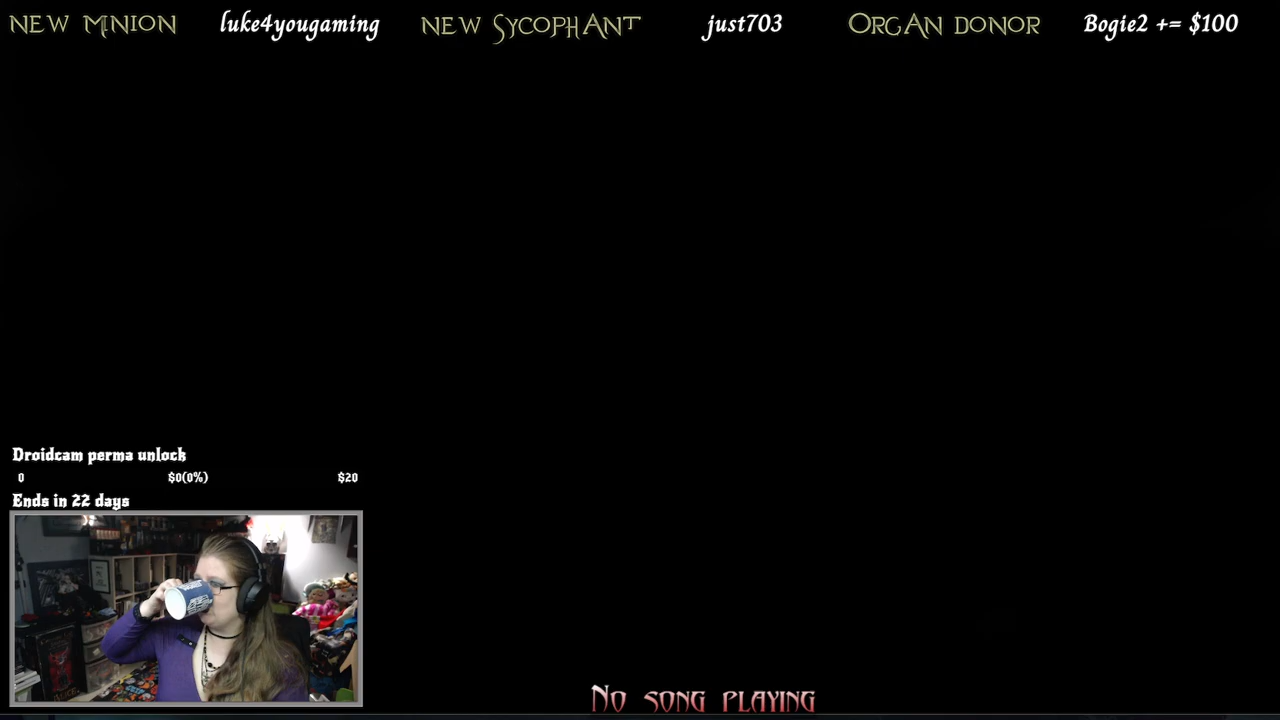 NEW MINION luke4yougaming NEW SYCOPHANT just703 ORGAN DONOR Bogie2 += $100
Droidcam perma unlock
0 $0(0%) $20
Ends in 22 days
No song playing